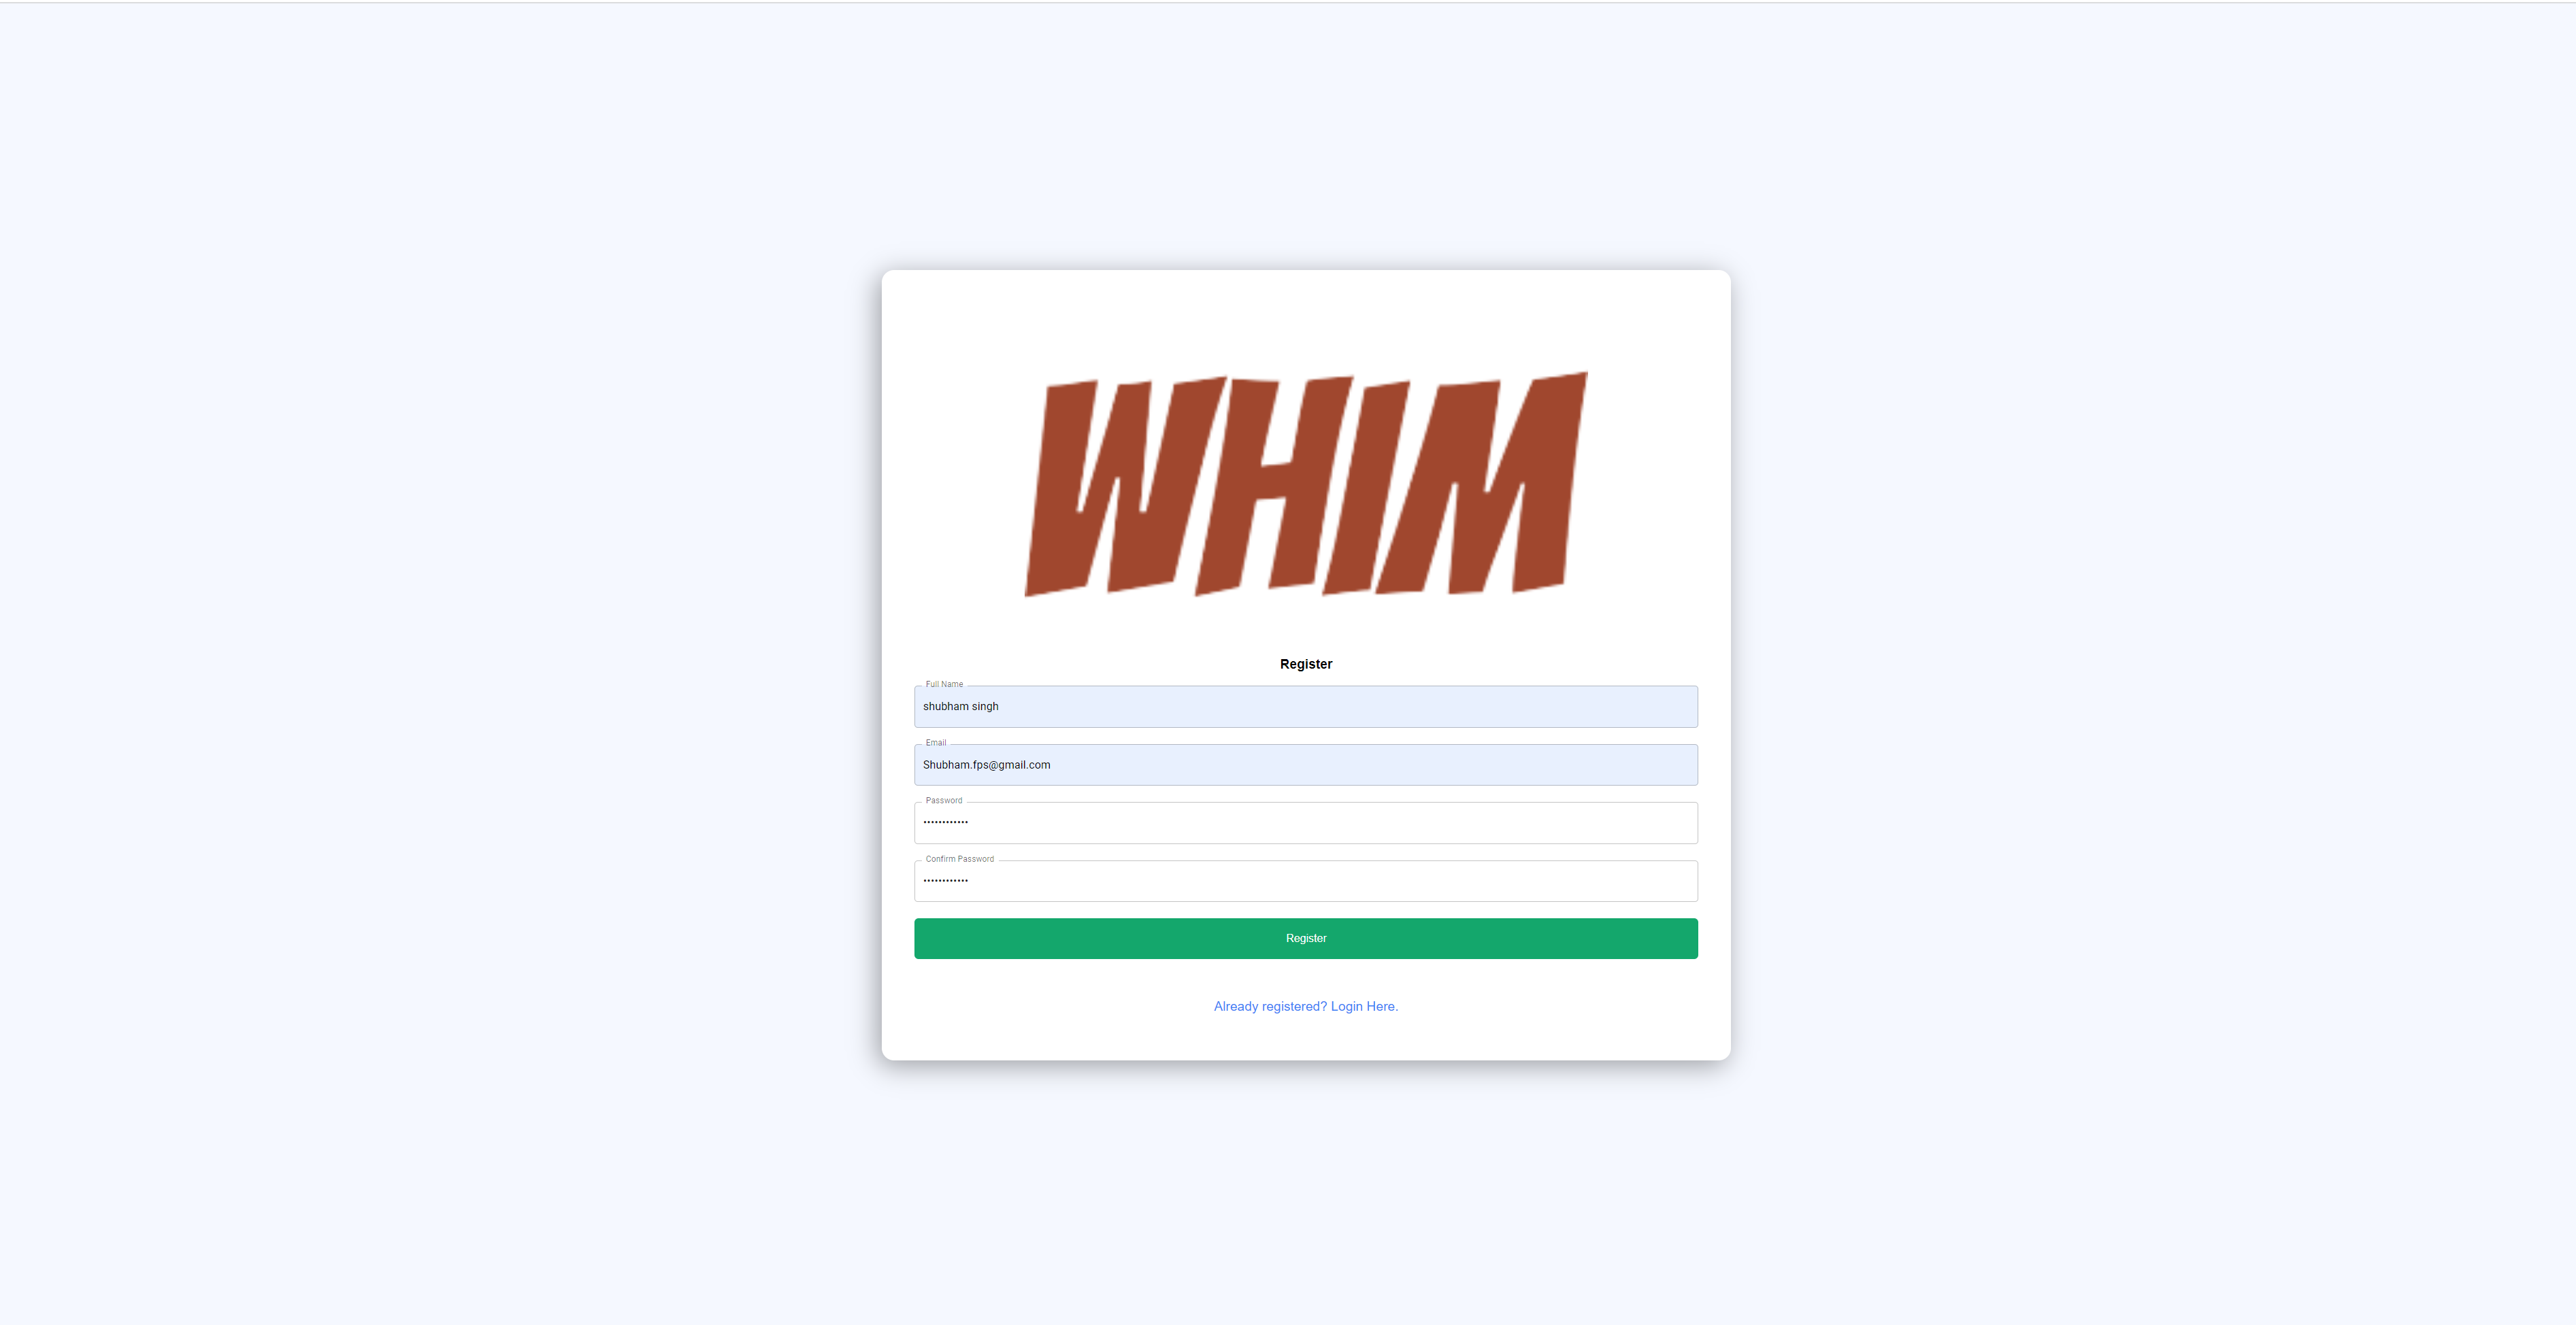 WHIM
Register
Full Name
shubham singh
Email
Shubham.fps@gmail.com
Password
••••••••••••
Confirm Password
••••••••••••
Register
Already registered? Login Here.